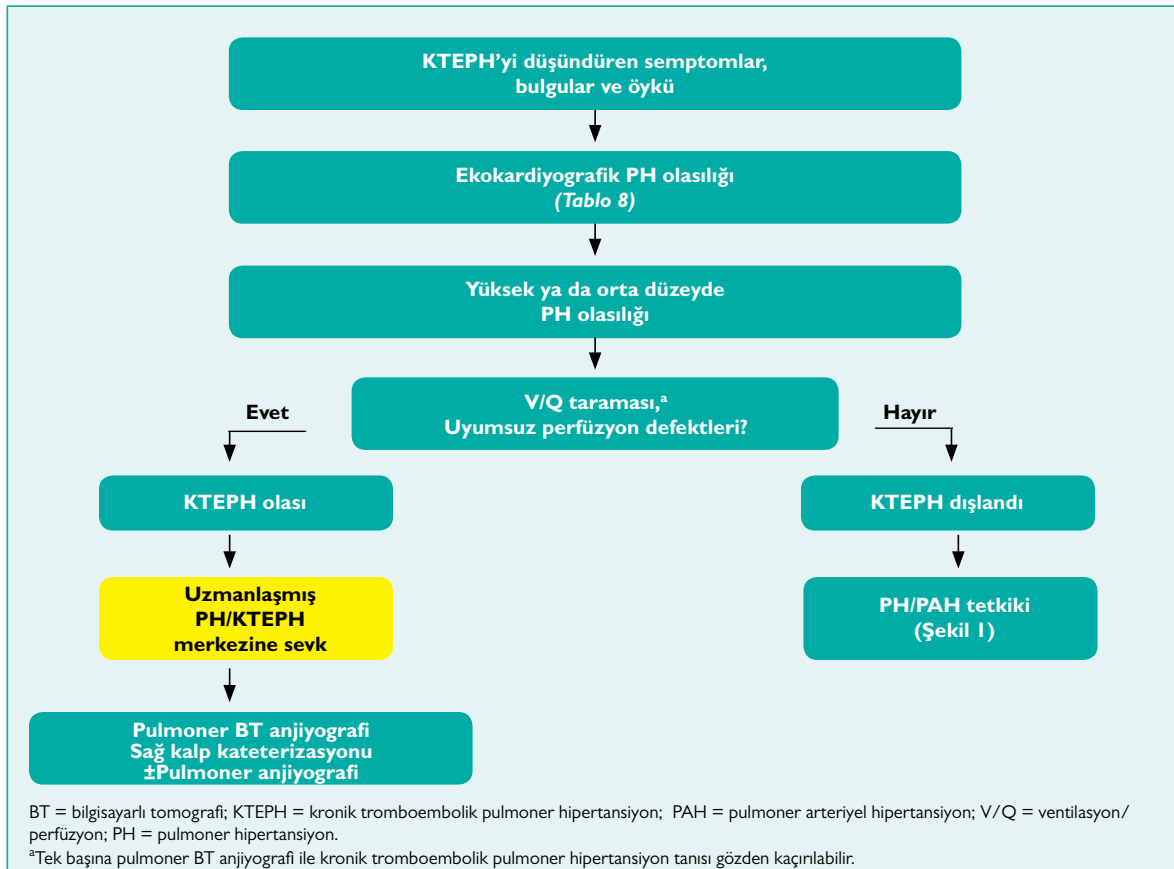 KTEPH’yi düşündüren semptomlar,
bulgular ve öykü
Ekokardiyografik PH olasılığı
(Tablo 8)
Yüksek ya da orta düzeyde
PH olasılığı
V/Q taraması,ᵃ
Uyumsuz perfüzyon defektleri?
Evet
Hayır
KTEPH olası
KTEPH dışlandı
Uzmanlaşmış
PH/KTEPH
merkezine sevk
PH/PAH tetkiki
(Şekil 1)
Pulmoner BT anjiyografi
Sağ kalp kateterizasyonu
±Pulmoner anjiyografi
BT = bilgisayarlı tomografi; KTEPH = kronik tromboembolik pulmoner hipertansiyon; PAH = pulmoner arteriyel hipertansiyon; V/Q = ventilasyon/
perfüzyon; PH = pulmoner hipertansiyon.
ᵃTek başına pulmoner BT anjiyografi ile kronik tromboembolik pulmoner hipertansiyon tanısı gözden kaçırılabilir.